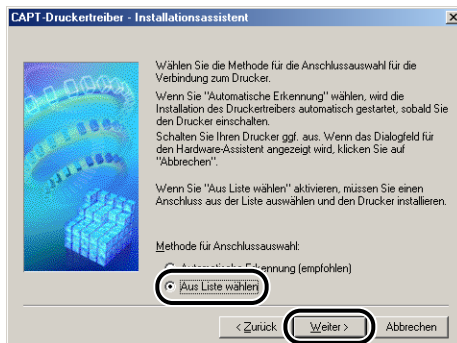 CAPT-Druckertreiber - Installationsassistent
Wählen Sie die Methode für die Anschlussauswahl für die
Verbindung zum Drucker.
Wenn Sie "Automatische Erkennung" wählen, wird die
Installation des Druckertreibers automatisch gestartet, sobald Sie
den Drucker einschalten.
Schalten Sie Ihren Drucker ggf. aus. Wenn das Dialogfeld für
den Hardware-Assistent angezeigt wird, klicken Sie auf
"Abbrechen".
Wenn Sie "Aus Liste wählen" aktivieren, müssen Sie einen
Anschluss aus der Liste auswählen und den Drucker installieren.
Methode für Anschlussauswahl:
Automatische Erkennung (empfohlen)
Aus Liste wählen
< Zurück Weiter > Abbrechen